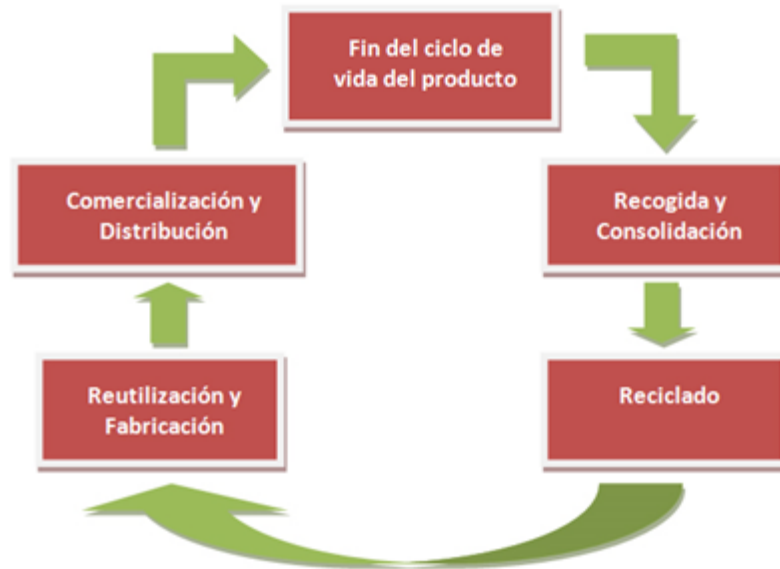 Fin del ciclo de
vida del producto
Comercialización y
Distribución
Recogida y
Consolidación
Reutilización y
Fabricación
Reciclado